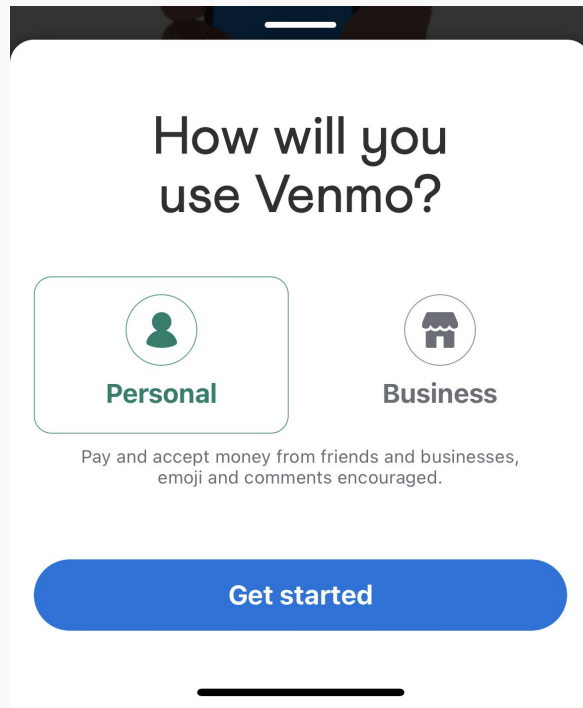 How will you
use Venmo?
Personal
Business
Pay and accept money from friends and businesses,
emoji and comments encouraged.
Get started